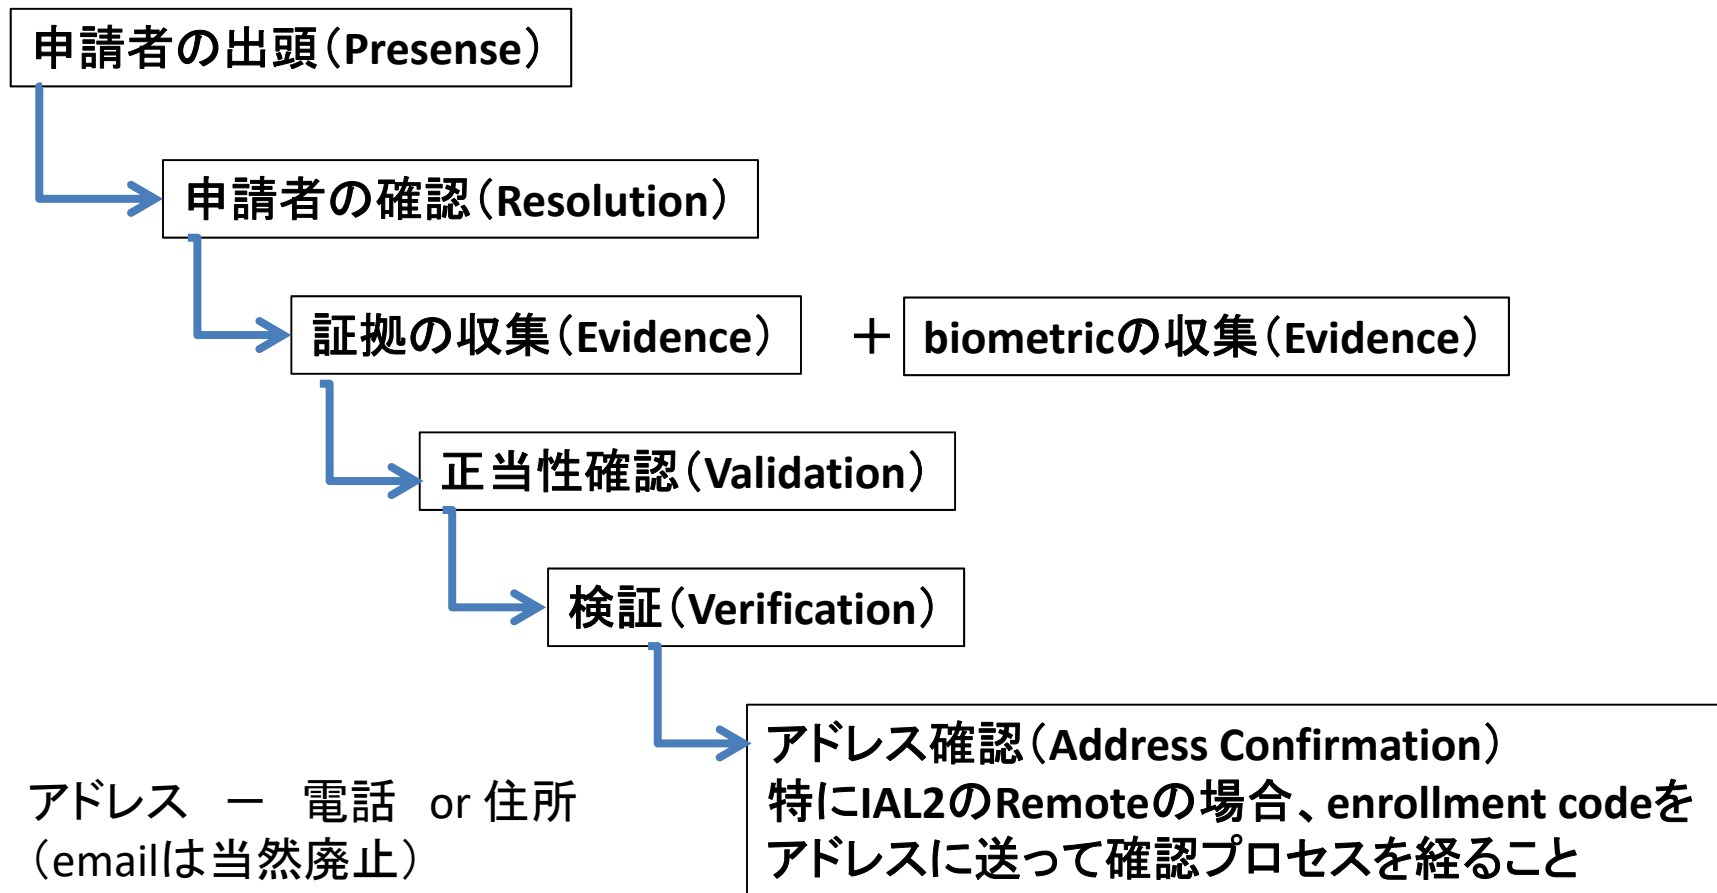 申請者の出頭（Presense）
申請者の確認（Resolution）
証拠の収集（Evidence）
＋
biometricの収集（Evidence）
正当性確認（Validation）
検証（Verification）
アドレス確認（Address Confirmation）
特にIAL2のRemoteの場合、enrollment codeを
アドレスに送って確認プロセスを経ること
アドレス　－　電話　or 住所
（emailは当然廃止）